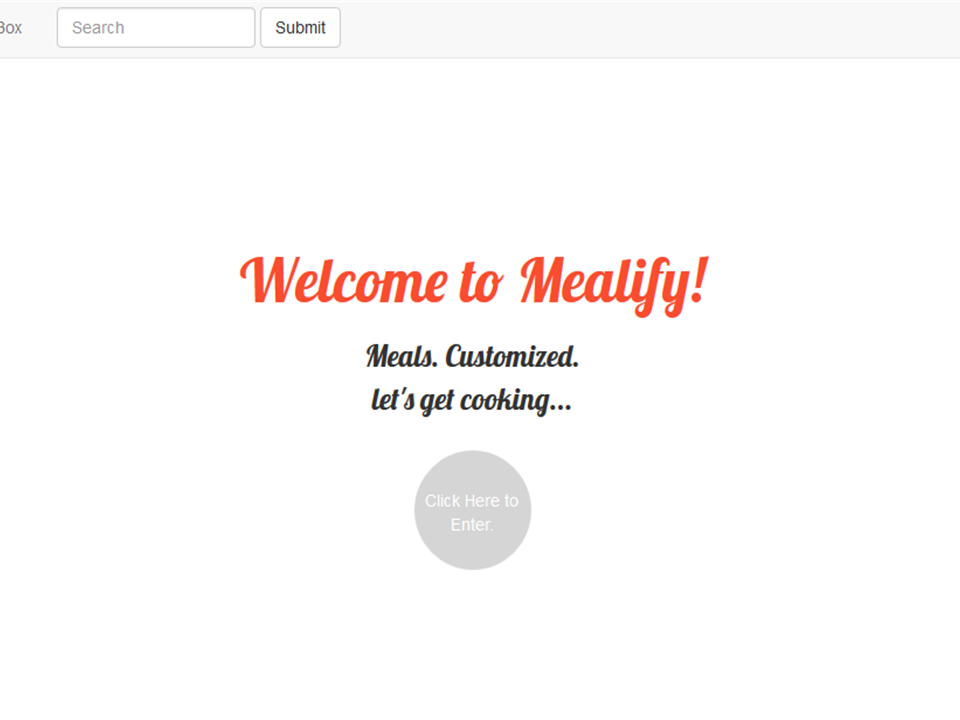 Box Search Submit
Welcome to Mealify!
Meals. Customized.
let's get cooking...
Click Here to
Enter.